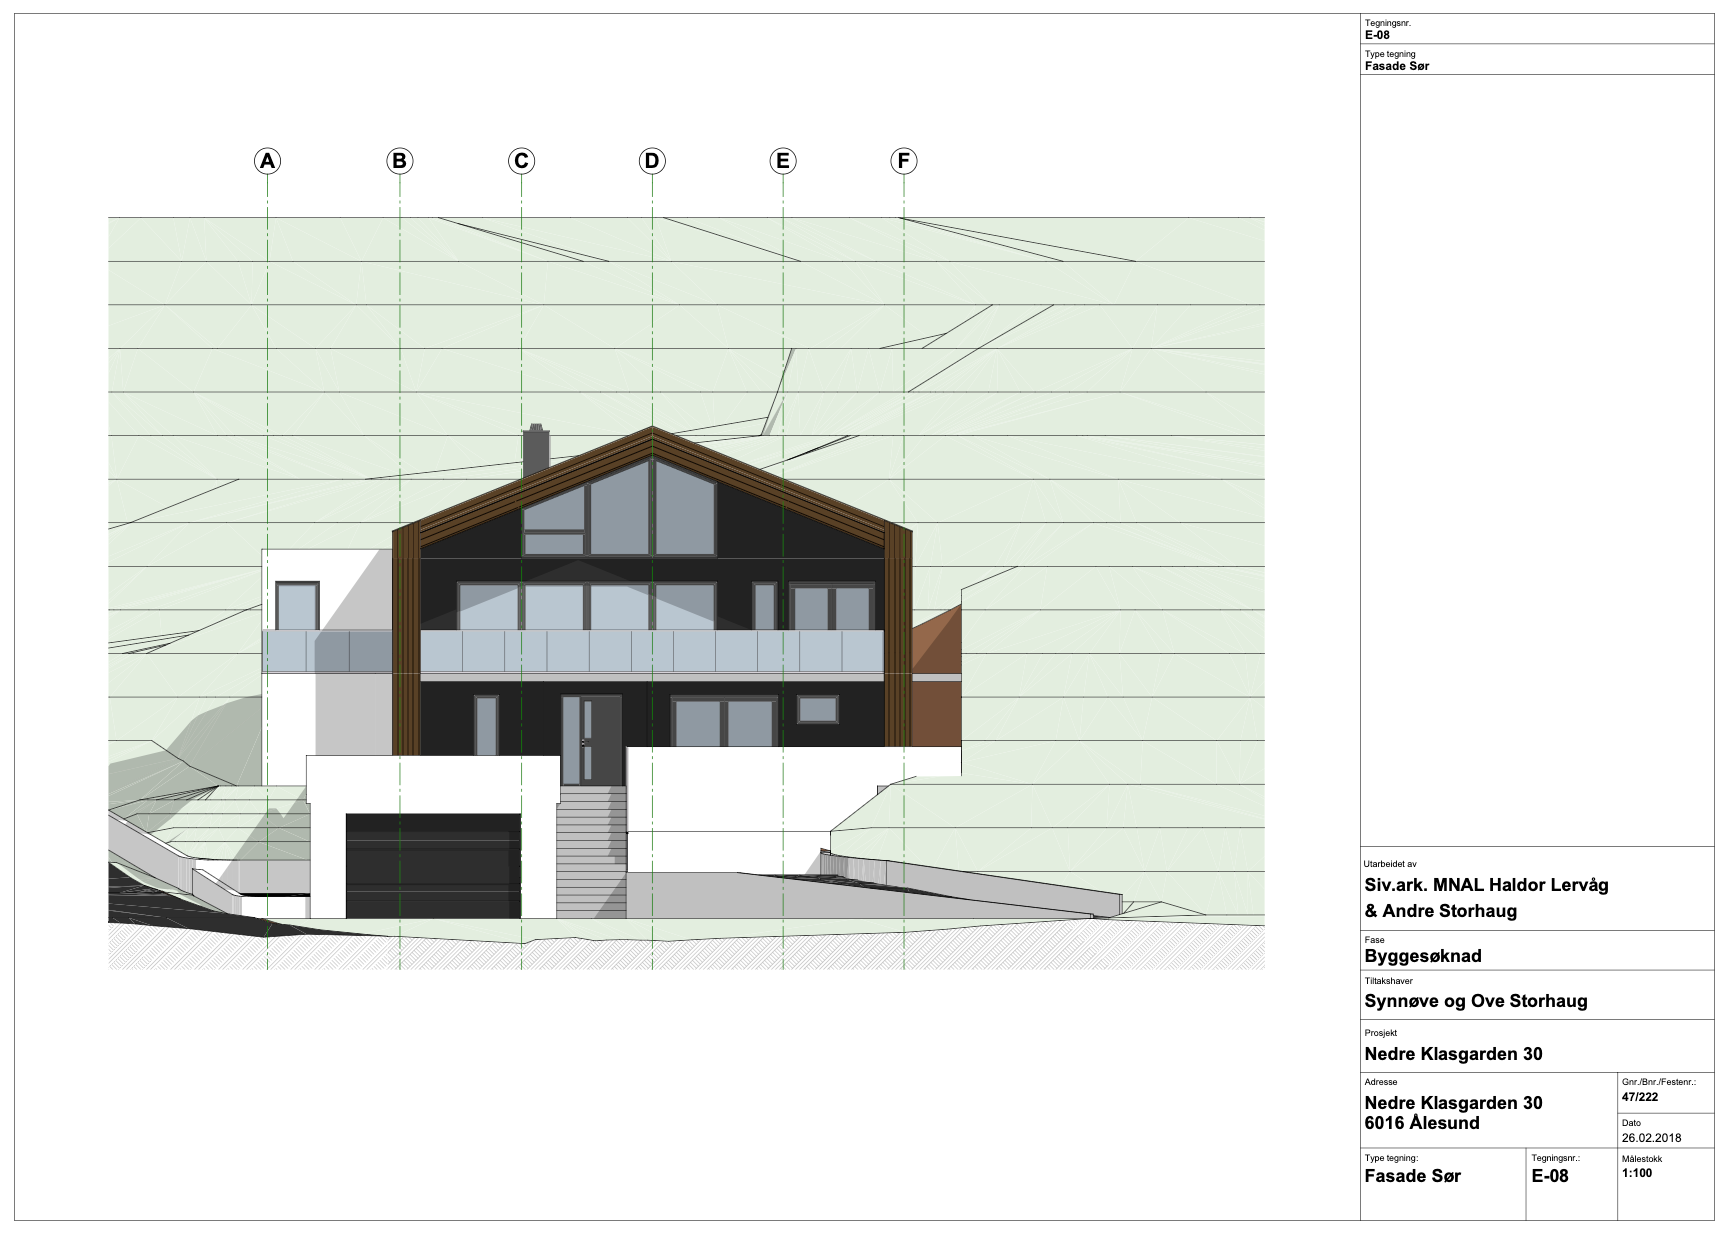 Tegningsnr.
E-08
Type tegning
Fasade Sør
A B C D E F
Utarbeidet av
Siv.ark. MNAL Haldor Lervåg
& Andre Storhaug
Fase
Byggesøknad
Tiltakshaver
Synnøve og Ove Storhaug
Prosjekt
Nedre Klasgarden 30
Adresse
Nedre Klasgarden 30
6016 Ålesund
Gnr./Bnr./Festenr.:
47/222
Dato
26.02.2018
Type tegning:
Fasade Sør
Tegningsnr.:
E-08
Målestokk
1:100